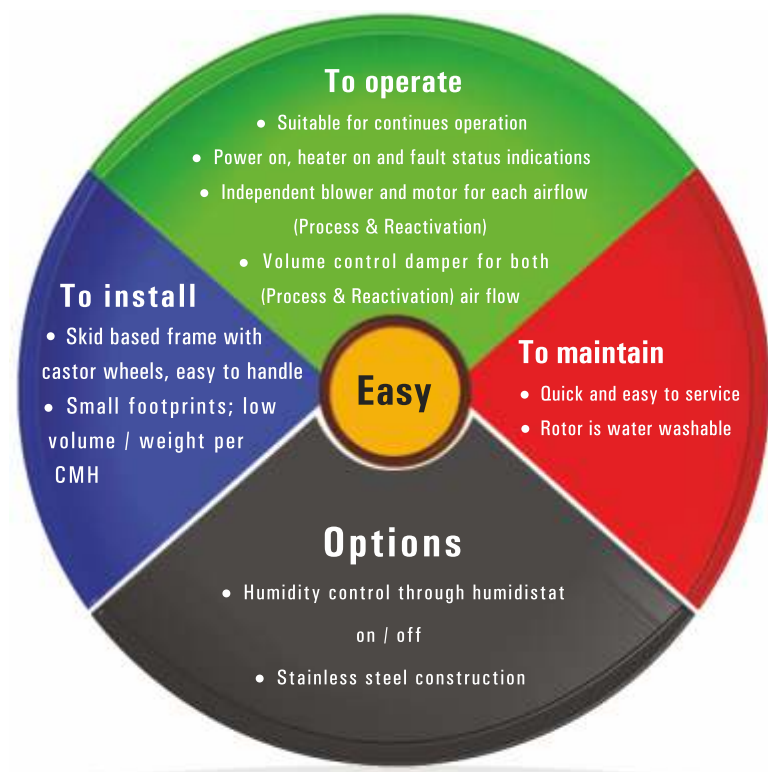 To operate
• Suitable for continues operation
• Power on, heater on and fault status indications
• Independent blower and motor for each airflow
(Process & Reactivation)
• Volume control damper for both
(Process & Reactivation) air flow
To install
• Skid based frame with
castor wheels, easy to handle
• Small footprints; low
volume / weight per
CMH
Easy
To maintain
• Quick and easy to service
• Rotor is water washable
Options
• Humidity control through humidistat
on / off
• Stainless steel construction